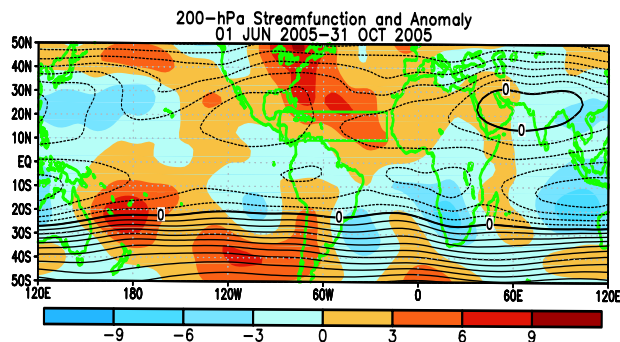 200-hPa Streamfunction and Anomaly
01 JUN 2005-31 OCT 2005
50N
40N
30N
20N
10N
EQ
10S
20S
30S
40S
50S
0
0
0
0
0
120E 180 120W 60W 0 60E 120E
-9 -6 -3 0 3 6 9